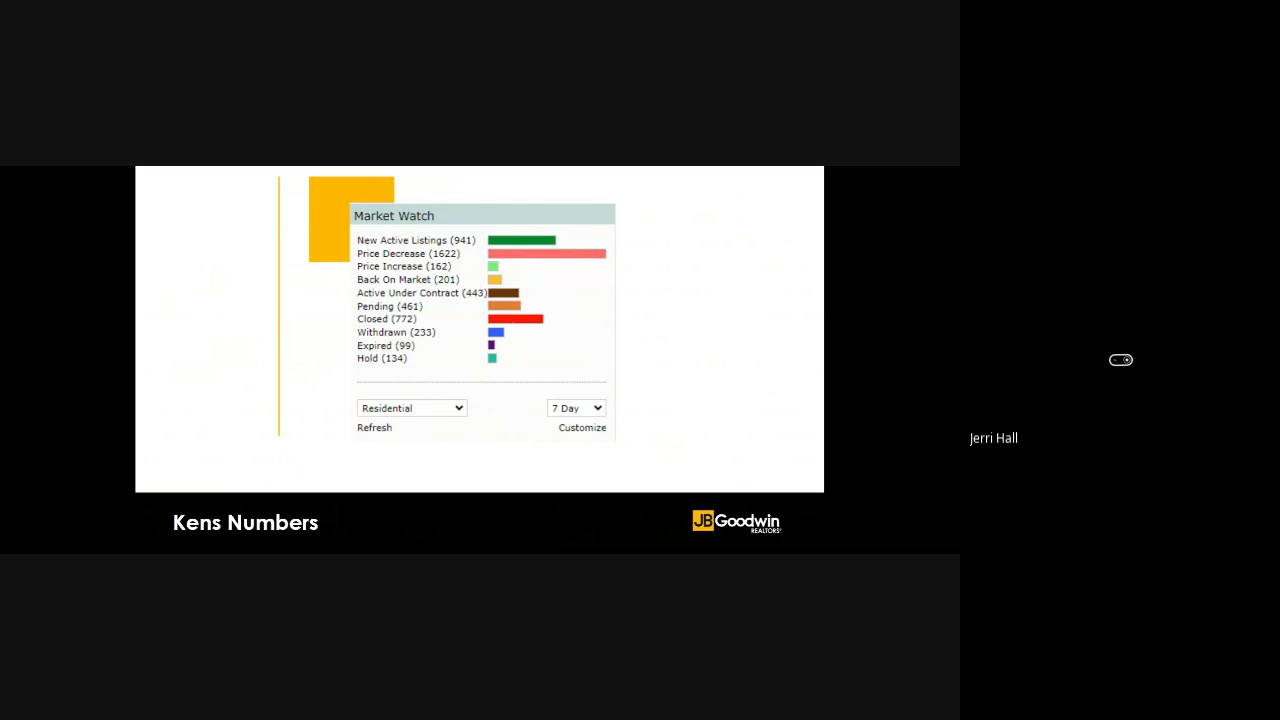 Market Watch
New Active Listings (941)
Price Decrease (1622)
Price Increase (162)
Back On Market (201)
Active Under Contract (443)
Pending (461)
Closed (772)
Withdrawn (233)
Expired (99)
Hold (134)
Residential 7 Day
Refresh Customize
Jerri Hall
Kens Numbers
JB Goodwin
REALTORS®